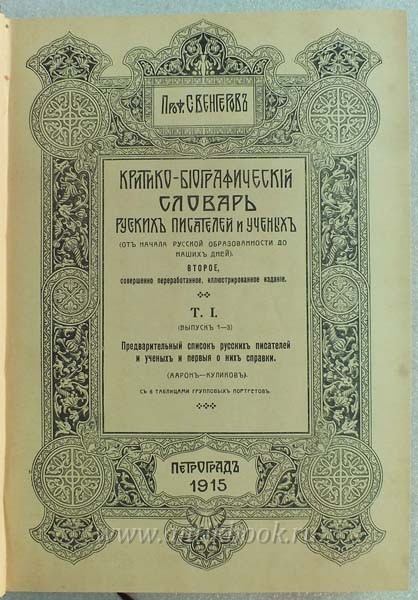 Проф. С. ВЕНГЕРОВЪ
КРИТИКО-БІОГРАФИЧЕСКІЙ
СЛОВАРЬ
РУССКИХЪ ПИСАТЕЛЕЙ И УЧЕНЫХЪ
(ОТЪ НАЧАЛА РУССКОЙ ОБРАЗОВАННОСТИ ДО
НАШИХЪ ДНЕЙ).
ВТОРОЕ,
совершенно переработанное, иллюстрированное изданіе.
Т. I.
(ВЫПУСКЪ 1—3)
Предварительный списокъ русскихъ писателей
и ученыхъ и первыя о нихъ справки.
(ААРОНЪ—КУЛИКОВЪ).
СЪ 6 ТАБЛИЦАМИ ГРУППОВЫХЪ ПОРТРЕТОВЪ.
ПЕТРОГРАДЪ
1915